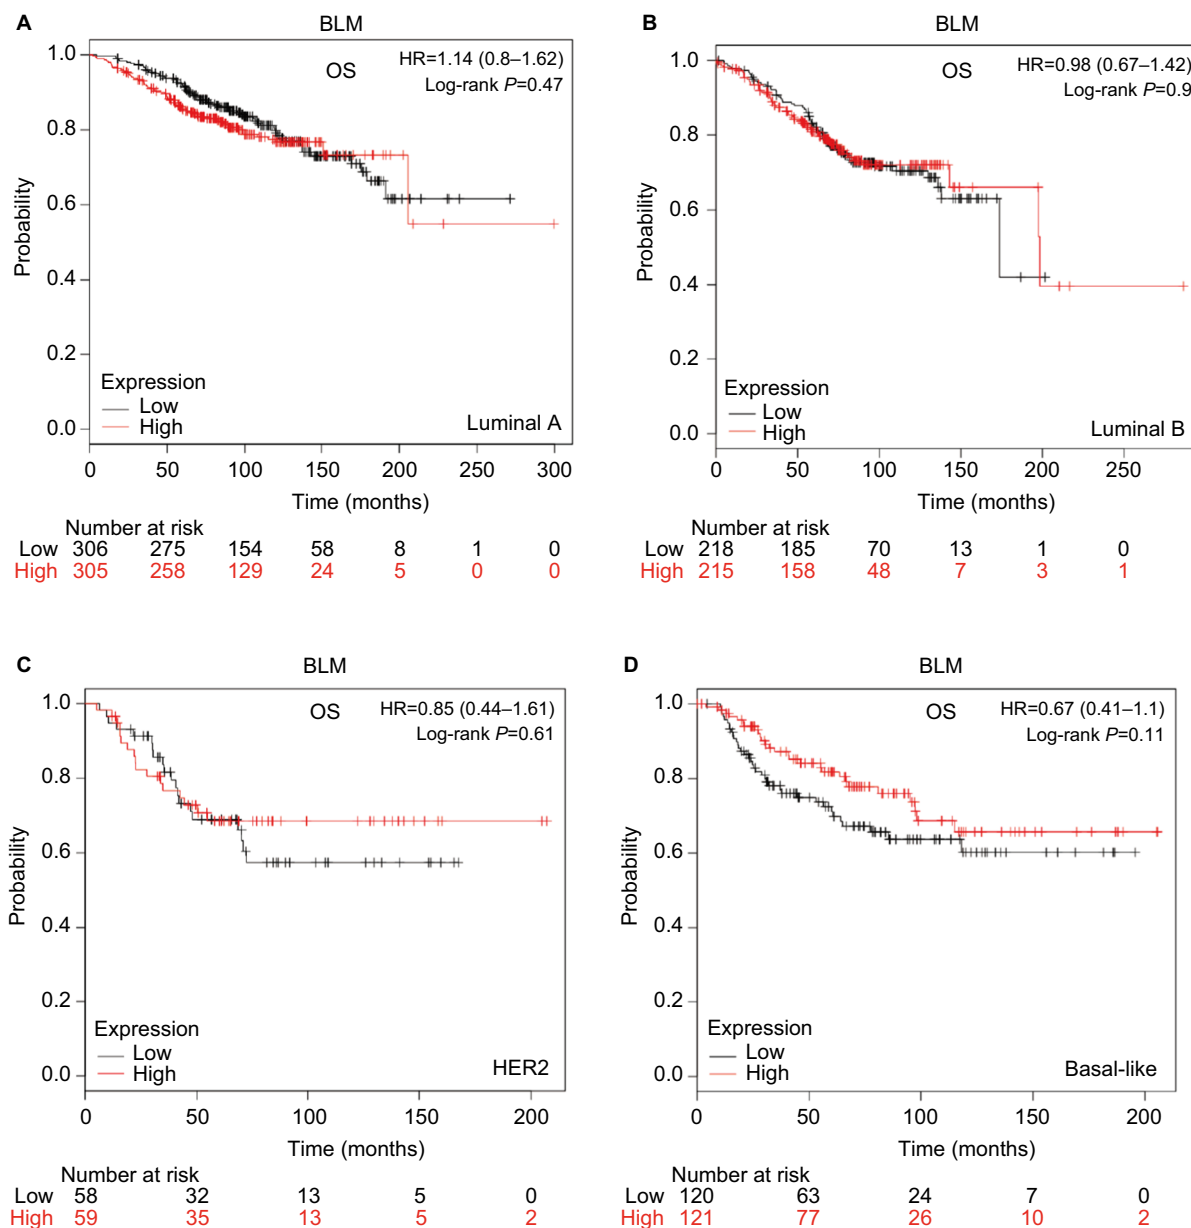 A
BLM
HR=1.14 (0.8–1.62)
OS
Log-rank P=0.47
1.0
0.8
0.6
0.4
0.2
0.0
Probability
Expression
Low
High
Luminal A
0 50 100 150 200 250 300
Time (months)
Number at risk
Low 306 275 154 58 8 1 0
High 305 258 129 24 5 0 0
B
BLM
HR=0.98 (0.67–1.42)
OS
Log-rank P=0.9
1.0
0.8
0.6
0.4
0.2
0.0
Probability
Expression
Low
High
Luminal B
0 50 100 150 200 250
Time (months)
Number at risk
Low 218 185 70 13 1 0
High 215 158 48 7 3 1
C
BLM
HR=0.85 (0.44–1.61)
OS
Log-rank P=0.61
1.0
0.8
0.6
0.4
0.2
0.0
Probability
Expression
Low
High
HER2
0 50 100 150 200
Time (months)
Number at risk
Low 58 32 13 5 0
High 59 35 13 5 2
D
BLM
HR=0.67 (0.41–1.1)
OS
Log-rank P=0.11
1.0
0.8
0.6
0.4
0.2
0.0
Probability
Expression
Low
High
Basal-like
0 50 100 150 200
Time (months)
Number at risk
Low 120 63 24 7 0
High 121 77 26 10 2